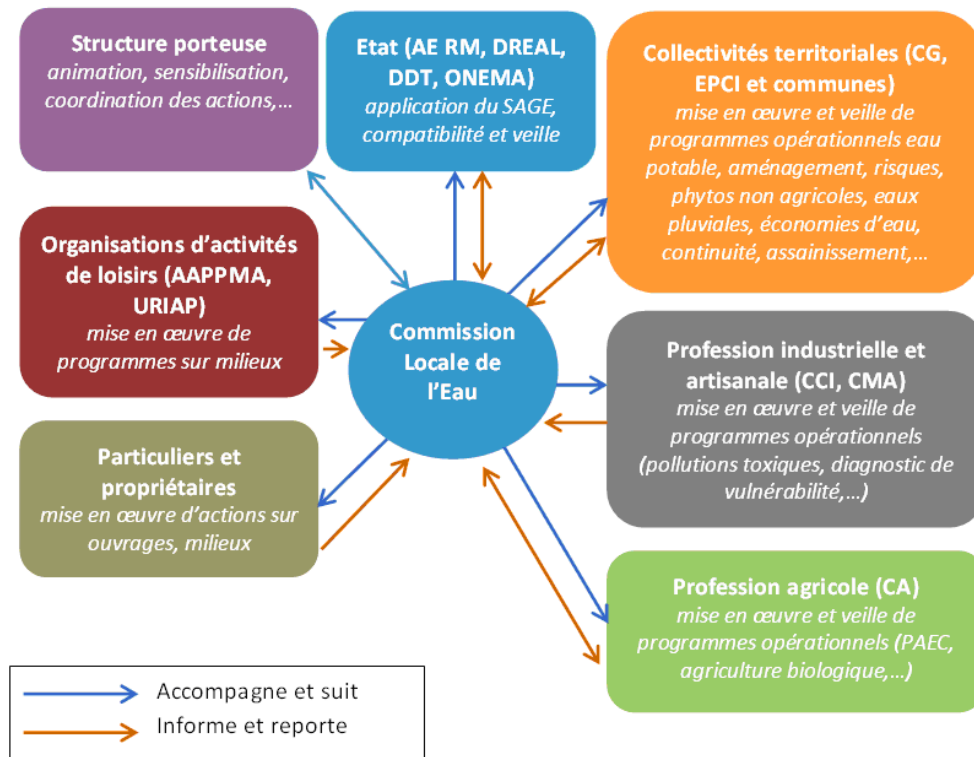 Structure porteuse
animation, sensibilisation,
coordination des actions,…
Etat (AE RM, DREAL,
DDT, ONEMA)
application du SAGE,
compatibilité et veille
Collectivités territoriales (CG,
EPCI et communes)
mise en œuvre et veille de
programmes opérationnels eau
potable, aménagement, risques,
phytos non agricoles, eaux
pluviales, économies d’eau,
continuité, assainissement,…
Organisations d’activités
de loisirs (AAPPMA,
URIAP)
mise en œuvre de
programmes sur milieux
Commission
Locale de
l’Eau
Profession industrielle et
artisanale (CCI, CMA)
mise en œuvre et veille de
programmes opérationnels
(pollutions toxiques, diagnostic de
vulnérabilité,…)
Particuliers et
propriétaires
mise en œuvre d’actions sur
ouvrages, milieux
Profession agricole (CA)
mise en œuvre et veille de
programmes opérationnels (PAEC,
agriculture biologique,…)
Accompagne et suit
Informe et reporte